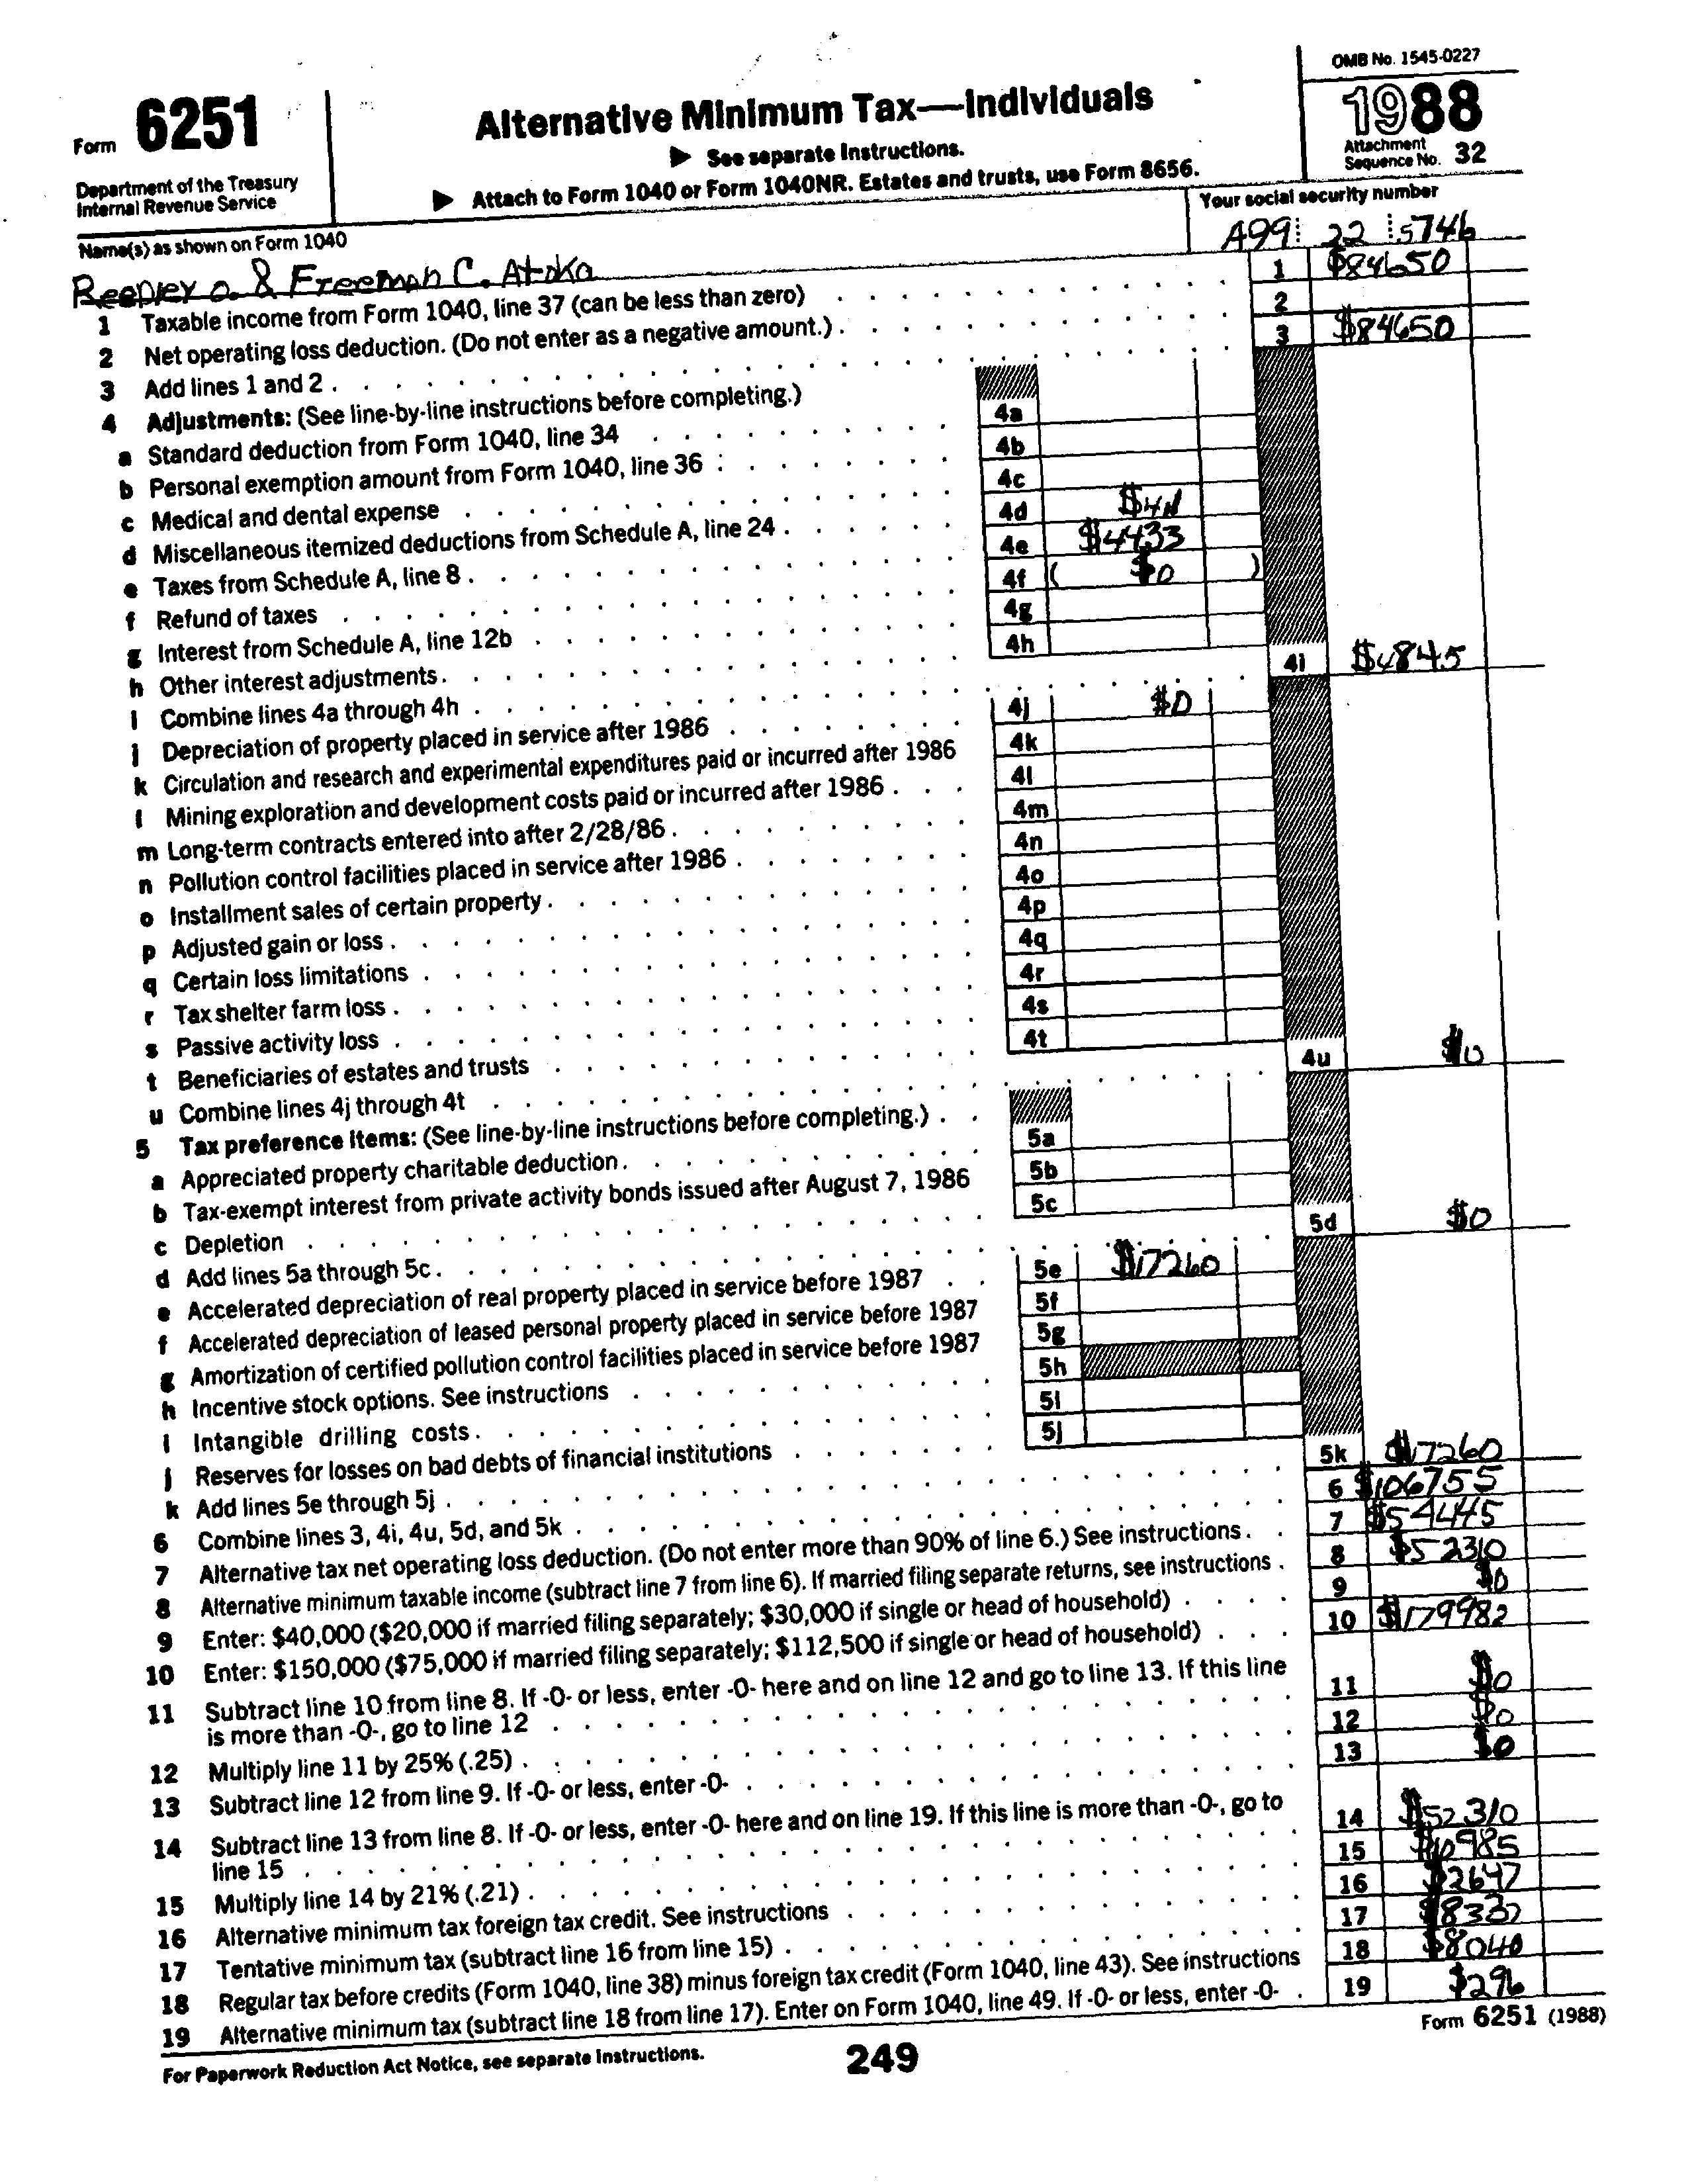 OMB No. 1545-0227
Form 6251
Alternative Minimum Tax—Individuals
1988
▶ See separate Instructions.
Attachment
Sequence No. 32
Department of the Treasury
Internal Revenue Service
▶ Attach to Form 1040 or Form 1040NR. Estates and trusts, use Form 8656.
Name(s) as shown on Form 1040
Your social security number
& Freeman C. Atoka
A99 22 5746
1 Taxable income from Form 1040, line 37 (can be less than zero) 1 $84650
2 Net operating loss deduction. (Do not enter as a negative amount.) 2
3 Add lines 1 and 2 3 $84650
4 Adjustments: (See line-by-line instructions before completing.)
a Standard deduction from Form 1040, line 34 4a
b Personal exemption amount from Form 1040, line 36 4b
c Medical and dental expense 4c
d Miscellaneous itemized deductions from Schedule A, line 24 4d
e Taxes from Schedule A, line 8 4e $4433
f Refund of taxes 4f ( $0 )
g Interest from Schedule A, line 12b 4g
h Other interest adjustments 4h
i Combine lines 4a through 4h 4i $4845
j Depreciation of property placed in service after 1986 4j $0
k Circulation and research and experimental expenditures paid or incurred after 1986 4k
l Mining exploration and development costs paid or incurred after 1986 4l
m Long-term contracts entered into after 2/28/86 4m
n Pollution control facilities placed in service after 1986 4n
o Installment sales of certain property 4o
p Adjusted gain or loss 4p
q Certain loss limitations 4q
r Tax shelter farm loss 4r
s Passive activity loss 4s
t Beneficiaries of estates and trusts 4t
u Combine lines 4j through 4t 4u $0
5 Tax preference items: (See line-by-line instructions before completing.)
a Appreciated property charitable deduction 5a
b Tax-exempt interest from private activity bonds issued after August 7, 1986 5b
c Depletion 5c
d Add lines 5a through 5c 5d $0
e Accelerated depreciation of real property placed in service before 1987 5e $17260
f Accelerated depreciation of leased personal property placed in service before 1987 5f
g Amortization of certified pollution control facilities placed in service before 1987 5g
h Incentive stock options. See instructions 5h
i Intangible drilling costs 5i
j Reserves for losses on bad debts of financial institutions 5j
k Add lines 5e through 5j 5k $17260
6 Combine lines 3, 4i, 4u, 5d, and 5k 6 $106755
7 Alternative tax net operating loss deduction. (Do not enter more than 90% of line 6.) See instructions 7 $54445
8 Alternative minimum taxable income (subtract line 7 from line 6). If married filing separate returns, see instructions 8 $52310
9 Enter: $40,000 ($20,000 if married filing separately; $30,000 if single or head of household) 9 $0
10 Enter: $150,000 ($75,000 if married filing separately; $112,500 if single or head of household) 10 $179982
11 Subtract line 10 from line 8. If -0- or less, enter -0- here and on line 12 and go to line 13. If this line
is more than -0-, go to line 12 11 $0
12 Multiply line 11 by 25% (.25) 12 $0
13 Subtract line 12 from line 9. If -0- or less, enter -0- 13 $0
14 Subtract line 13 from line 8. If -0- or less, enter -0- here and on line 19. If this line is more than -0-, go to
line 15 14 $52310
15 Multiply line 14 by 21% (.21) 15 $10985
16 Alternative minimum tax foreign tax credit. See instructions 16 $2647
17 Tentative minimum tax (subtract line 16 from line 15) 17
18 Regular tax before credits (Form 1040, line 38) minus foreign tax credit (Form 1040, line 43). See instructions 18 $8040
19 Alternative minimum tax (subtract line 18 from line 17). Enter on Form 1040, line 49. If -0- or less, enter -0- 19 $296
For Paperwork Reduction Act Notice, see separate Instructions.
249
Form 6251 (1988)